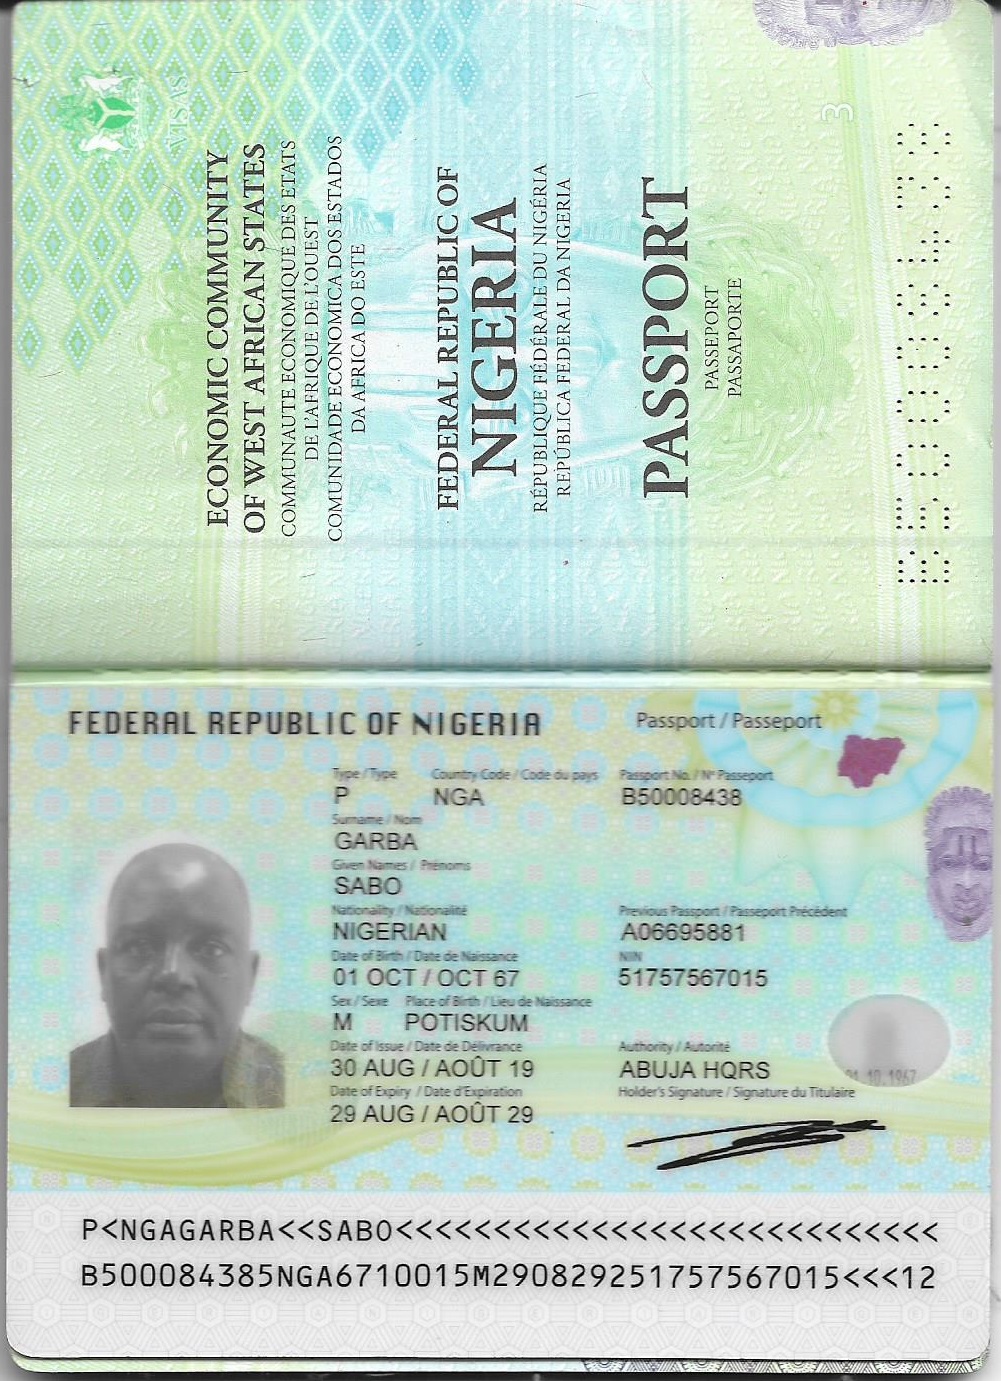 VISAS
3
ECONOMIC COMMUNITY
OF WEST AFRICAN STATES
COMMUNAUTE ECONOMIQUE DES ETATS
DE L'AFRIQUE DE L'OUEST
COMUNIDADE ECONOMICA DOS ESTADOS
DA AFRICA DO ESTE
FEDERAL REPUBLIC OF
NIGERIA
RÉPUBLIQUE FÉDÉRALE DU NIGÉRIA
REPÚBLICA FEDERAL DA NIGERIA
PASSPORT
PASSEPORT
PASSAPORTE
B50008438
FEDERAL REPUBLIC OF NIGERIA Passport / Passeport
Type / Type Country Code / Code du pays Passport No. / N° Passeport
P NGA B50008438
Surname / Nom
GARBA
Given Names / Prénoms
SABO
Nationality / Nationalité Previous Passport / Passeport Précédent
NIGERIAN A06695881
Date of Birth / Date de Naissance NIN
01 OCT / OCT 67 51757567015
Sex / Sexe Place of Birth / Lieu de Naissance
M POTISKUM
Date of Issue / Date de Délivrance Authority / Autorité
30 AUG / AOÛT 19 ABUJA HQRS
01.10.1967
Date of Expiry / Date d'Expiration Holder's Signature / Signature du Titulaire
29 AUG / AOÛT 29
P<NGAGARBA<<SABO<<<<<<<<<<<<<<<<<<<<<<<<<<<<
B500084385NGA6710015M290829251757567015<<<12